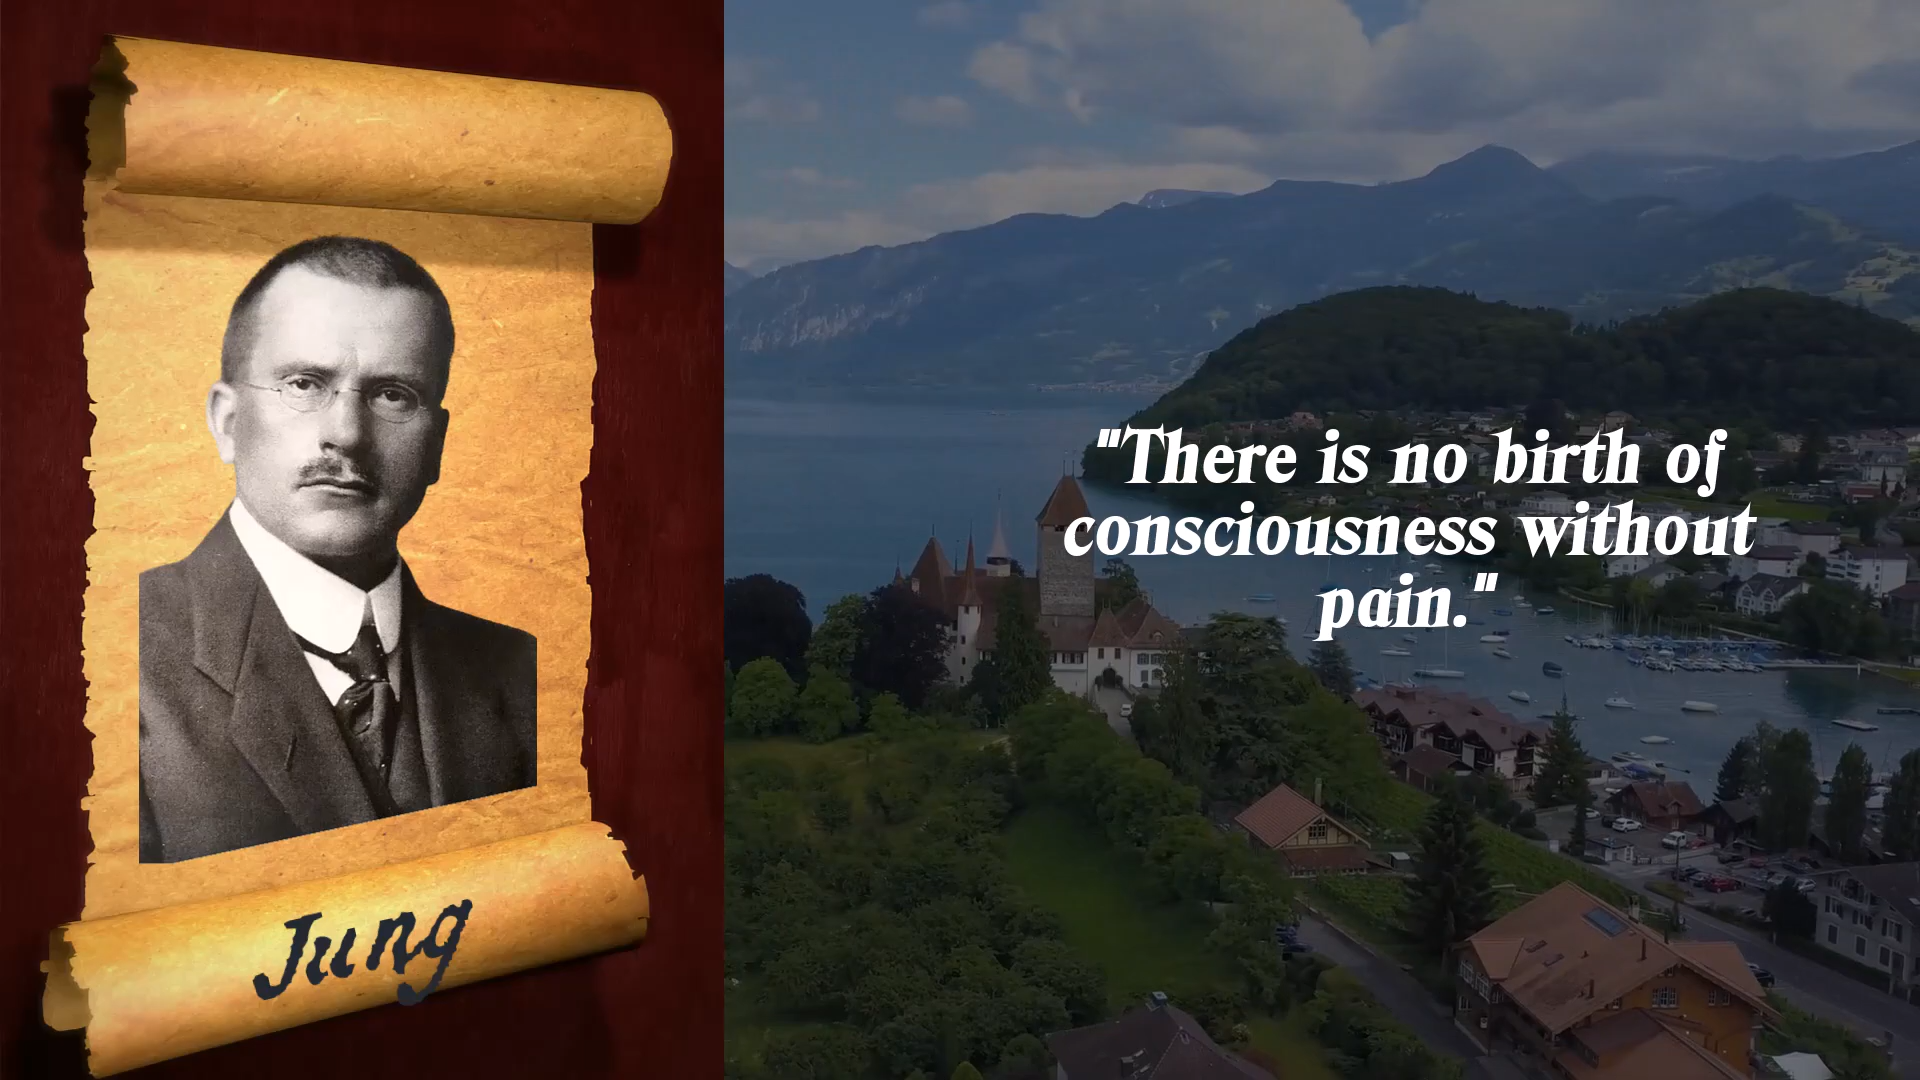 "There is no birth of
consciousness without
pain."
Jung